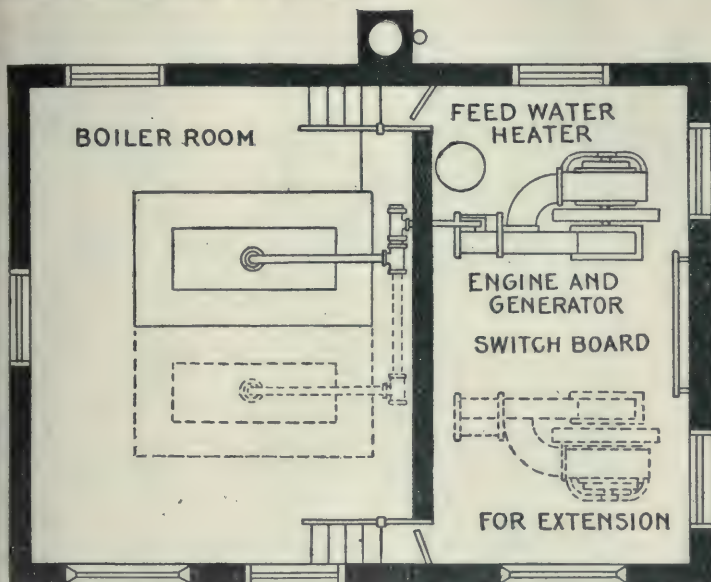 BOILER ROOM
FEED WATER
HEATER
ENGINE AND
GENERATOR
SWITCH BOARD
FOR EXTENSION